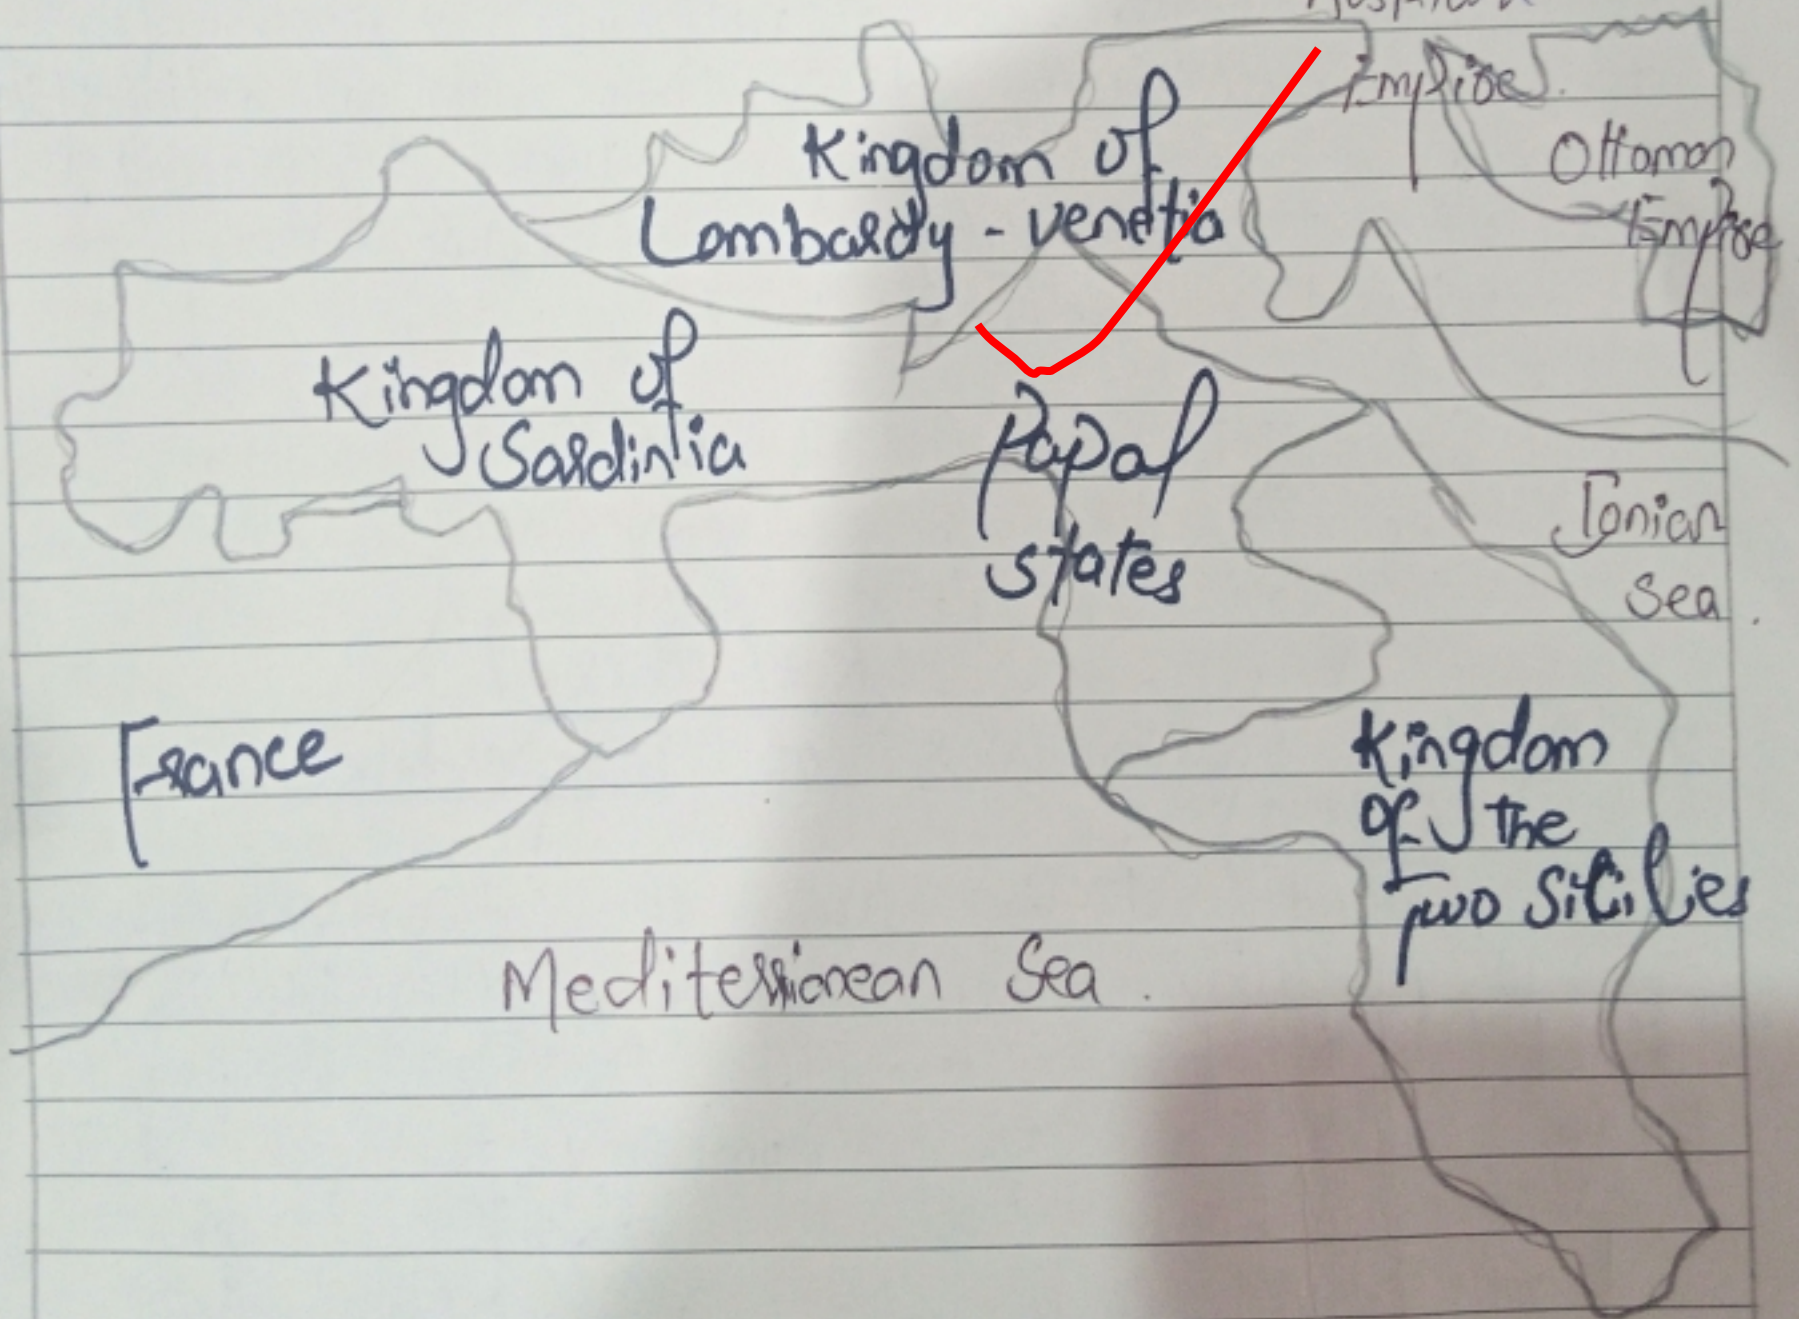 Empire
Ottoman
Empire
Kingdom of
Lombardy - venetia
Kingdom of
Sardinia
Papal
states
Ionian
Sea
France
Kingdom
of the
Two Sicilies
Mediterranean Sea